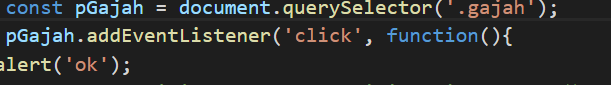 const pGajah = document.querySelector('.gajah');
pGajah.addEventListener('click', function(){
alert('ok');